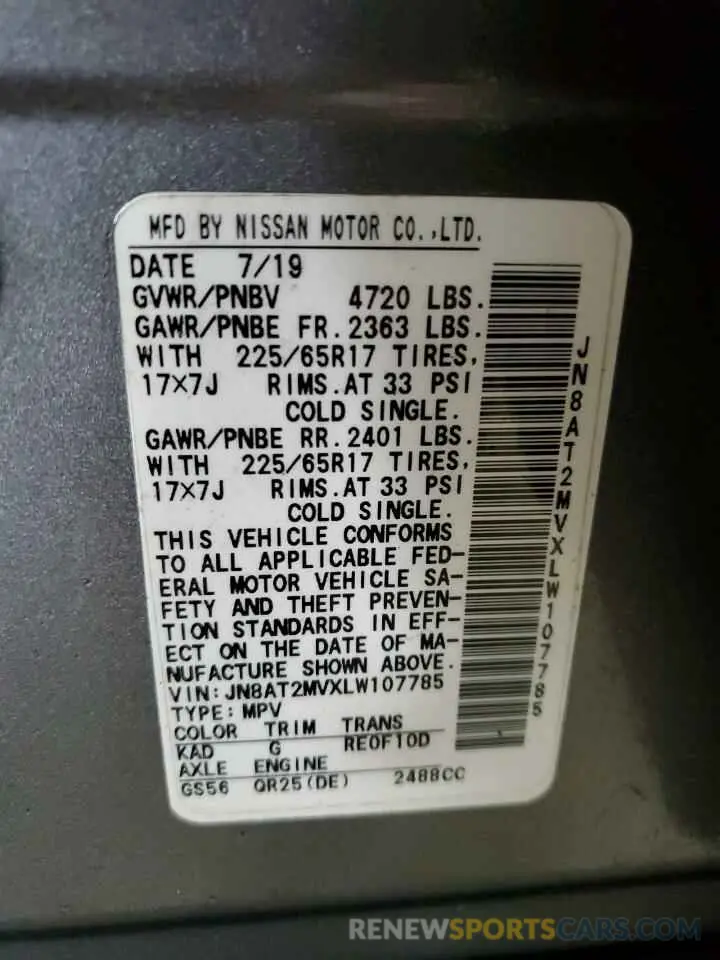 MFD BY NISSAN MOTOR CO.,LTD.
DATE 7/19
GVWR/PNBV 4720 LBS.
GAWR/PNBE FR.2363 LBS.
WITH 225/65R17 TIRES,
17×7J RIMS.AT 33 PSI
COLD SINGLE.
GAWR/PNBE RR.2401 LBS.
WITH 225/65R17 TIRES,
17×7J RIMS.AT 33 PSI
COLD SINGLE.
THIS VEHICLE CONFORMS
TO ALL APPLICABLE FED-
ERAL MOTOR VEHICLE SA-
FETY AND THEFT PREVEN-
TION STANDARDS IN EFF-
ECT ON THE DATE OF MA-
NUFACTURE SHOWN ABOVE.
VIN:JN8AT2MVXLW107785
TYPE:MPV
COLOR TRIM TRANS
KAD G RE0F10D
AXLE ENGINE
GS56 QR25(DE) 2488CC
JN8AT2MVXLW107785
RENEWSPORTSCARS.COM